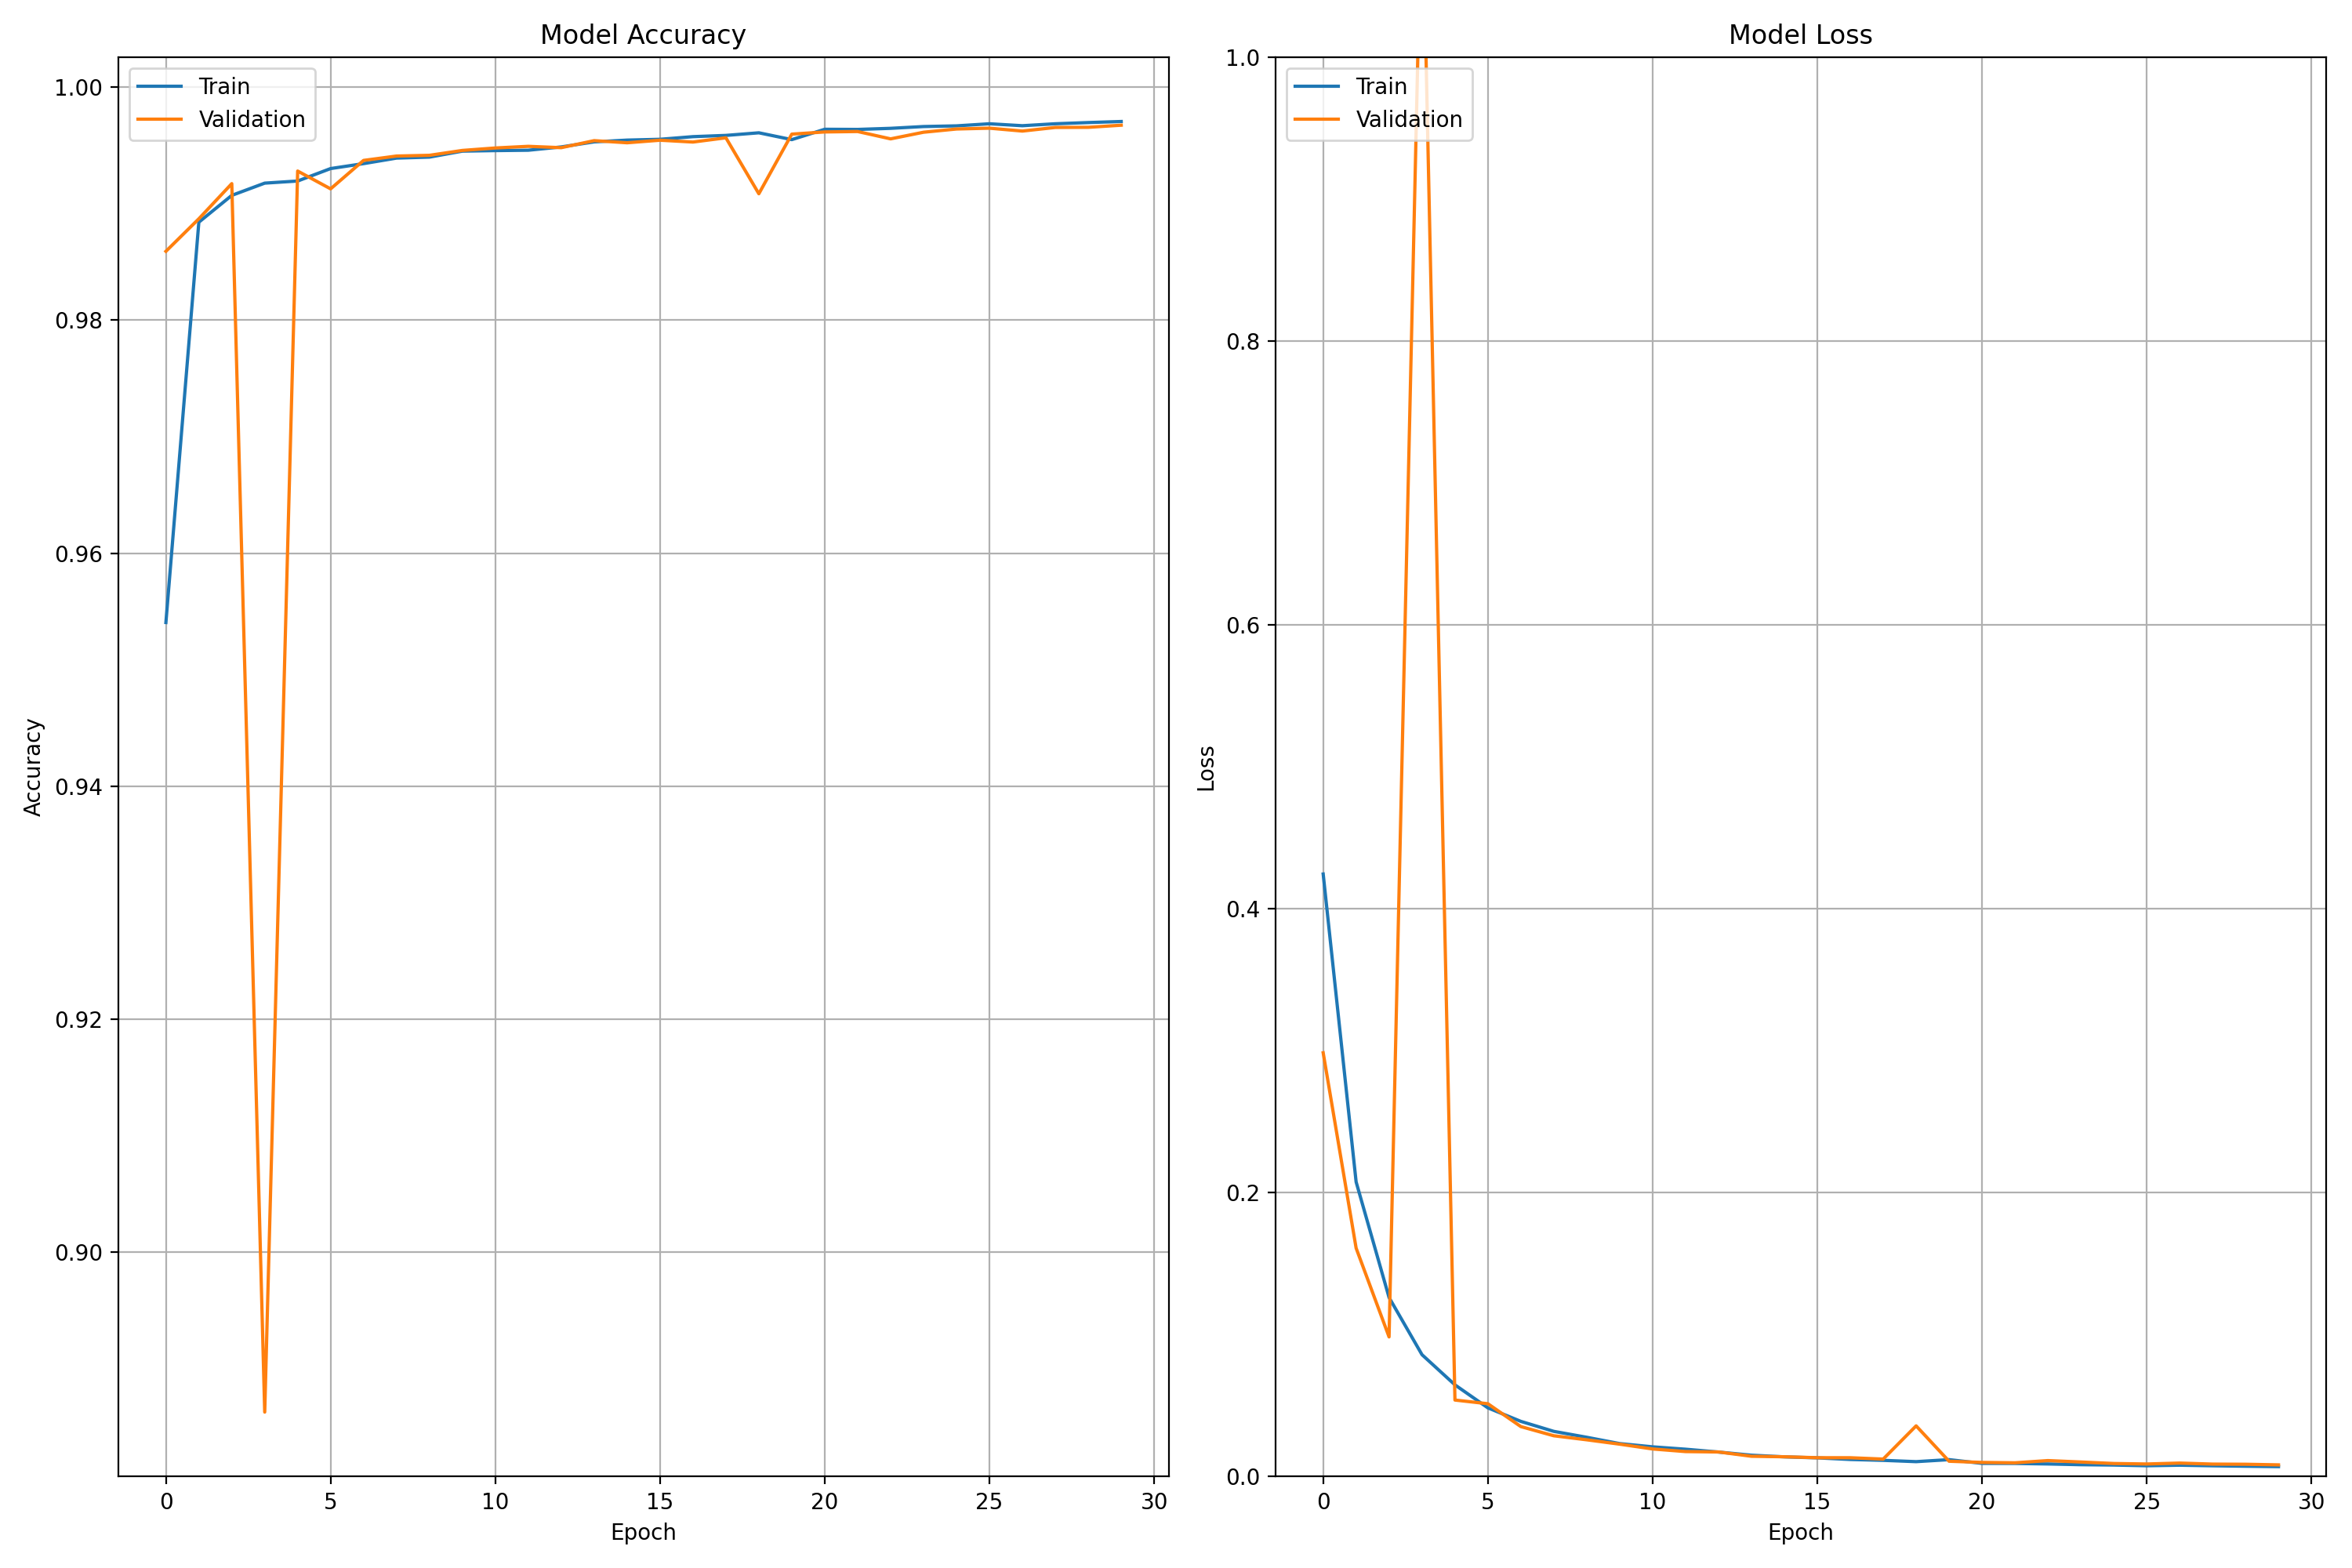 Model Accuracy
Train
Validation
1.00
0.98
0.96
0.94
0.92
0.90
Accuracy
0 5 10 15 20 25 30
Epoch
Model Loss
Train
Validation
1.0
0.8
0.6
0.4
0.2
0.0
Loss
0 5 10 15 20 25 30
Epoch